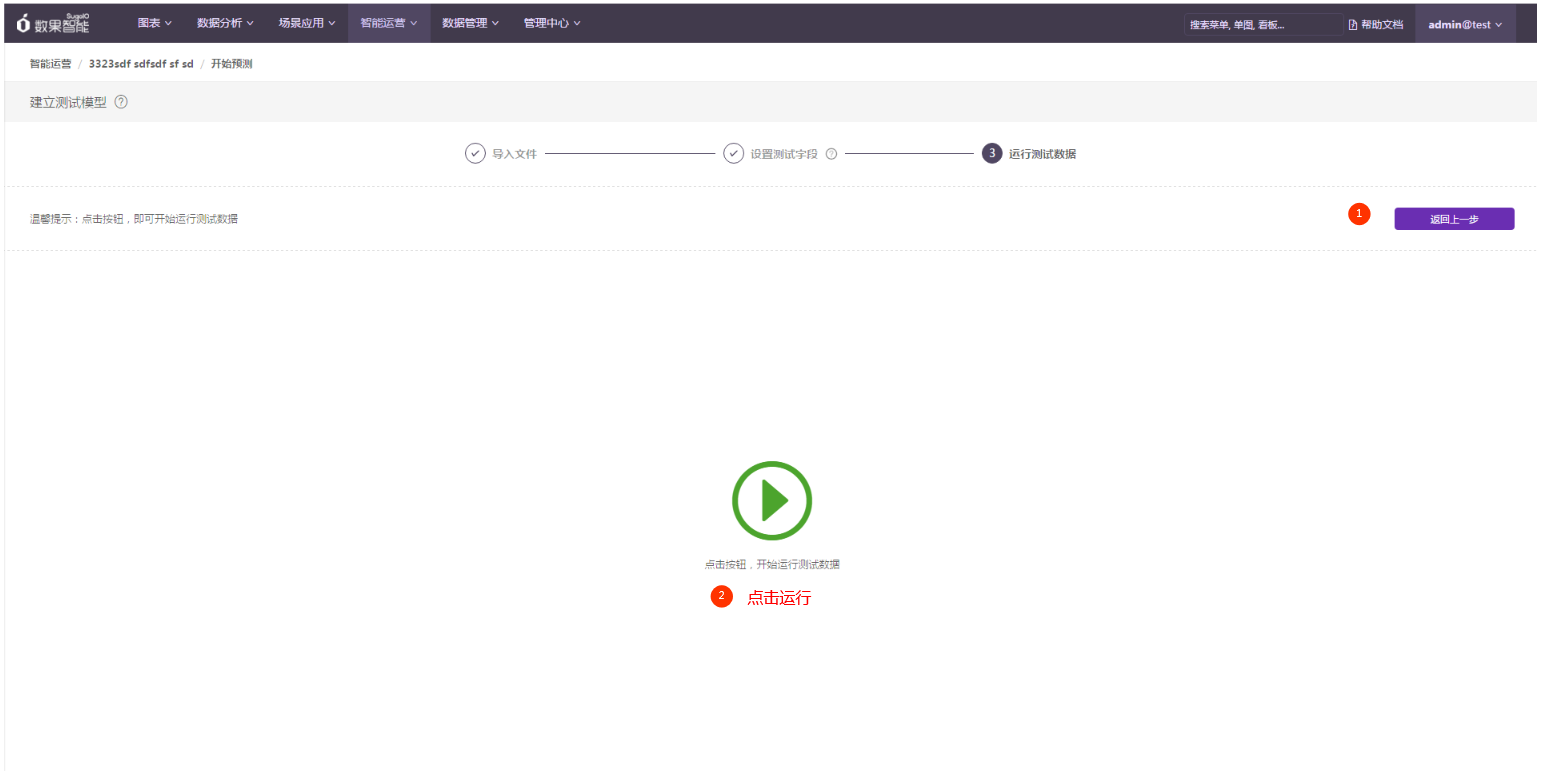 SugoIO
数果智能 图表 数据分析 场景应用 智能运营 数据管理 管理中心 搜索菜单, 单图, 看板... 帮助文档 admin@test
智能运营 / 3323sdf sdfsdf sf sd / 开始预测
建立测试模型 ?
导入文件 设置测试字段 ? 3 运行测试数据
温馨提示：点击按钮，即可开始运行测试数据 1 返回上一步
点击按钮，开始运行测试数据
2 点击运行